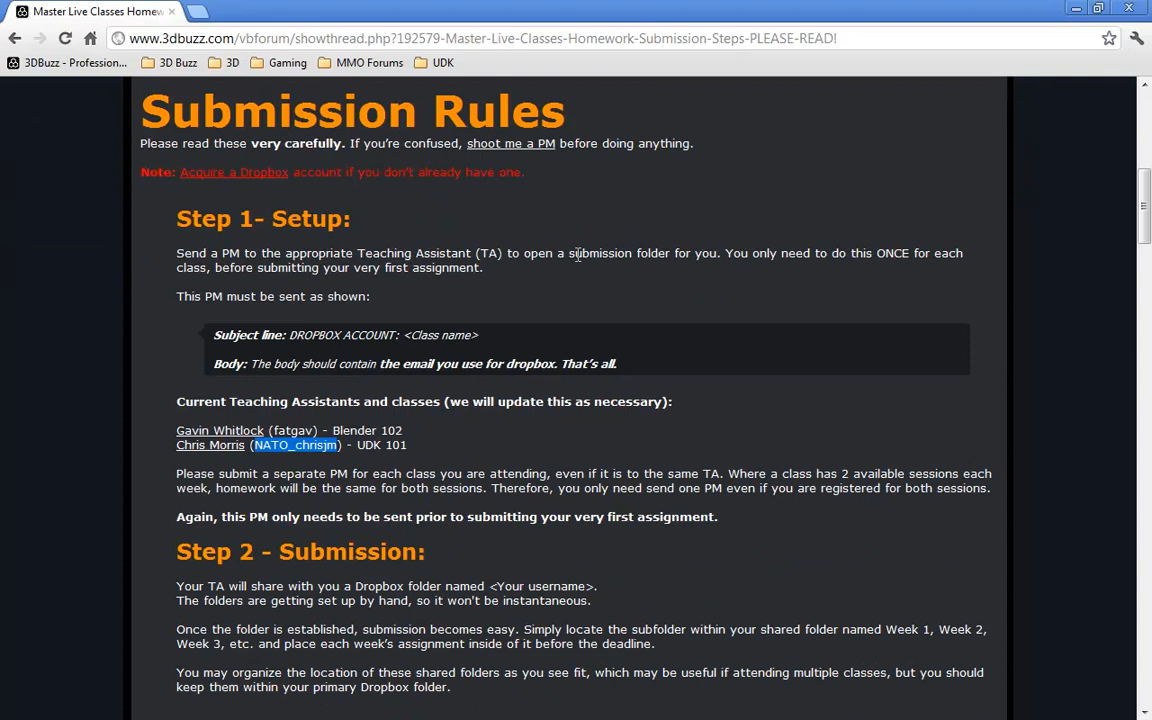 Master Live Classes Homew
www.3dbuzz.com/vbforum/showthread.php?192579-Master-Live-Classes-Homework-Submission-Steps-PLEASE-READ!
3DBuzz - Profession... 3D Buzz 3D Gaming MMO Forums UDK
Submission Rules
Please read these very carefully. If you're confused, shoot me a PM before doing anything.
Note: Acquire a Dropbox account if you don't already have one.
Step 1- Setup:
Send a PM to the appropriate Teaching Assistant (TA) to open a submission folder for you. You only need to do this ONCE for each
class, before submitting your very first assignment.
This PM must be sent as shown:
Subject line: DROPBOX ACCOUNT: <Class name>
Body: The body should contain the email you use for dropbox. That's all.
Current Teaching Assistants and classes (we will update this as necessary):
Gavin Whitlock (fatgav) - Blender 102
Chris Morris (NATO_chrisjm) - UDK 101
Please submit a separate PM for each class you are attending, even if it is to the same TA. Where a class has 2 available sessions each
week, homework will be the same for both sessions. Therefore, you only need send one PM even if you are registered for both sessions.
Again, this PM only needs to be sent prior to submitting your very first assignment.
Step 2 - Submission:
Your TA will share with you a Dropbox folder named <Your username>.
The folders are getting set up by hand, so it won't be instantaneous.
Once the folder is established, submission becomes easy. Simply locate the subfolder within your shared folder named Week 1, Week 2,
Week 3, etc. and place each week's assignment inside of it before the deadline.
You may organize the location of these shared folders as you see fit, which may be useful if attending multiple classes, but you should
keep them within your primary Dropbox folder.